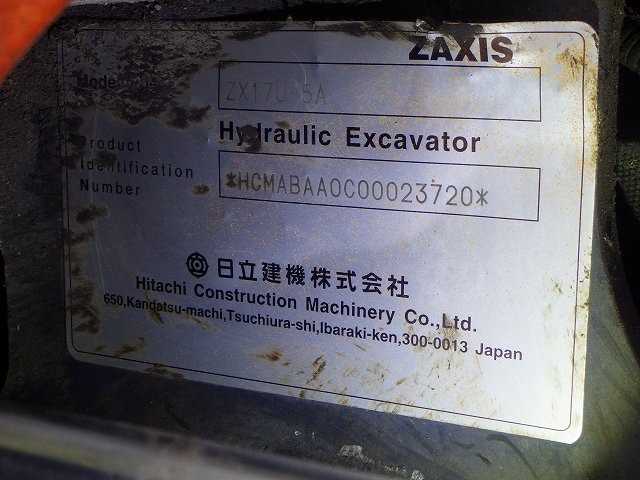 ZAXIS
Model
ZX17U 5A
Hydraulic Excavator
Product
Identification
Number
*HCMABAA0C00023720*
日立建機株式会社
Hitachi Construction Machinery Co.,Ltd.
650,Kandatsu-machi,Tsuchiura-shi,Ibaraki-ken,300-0013 Japan